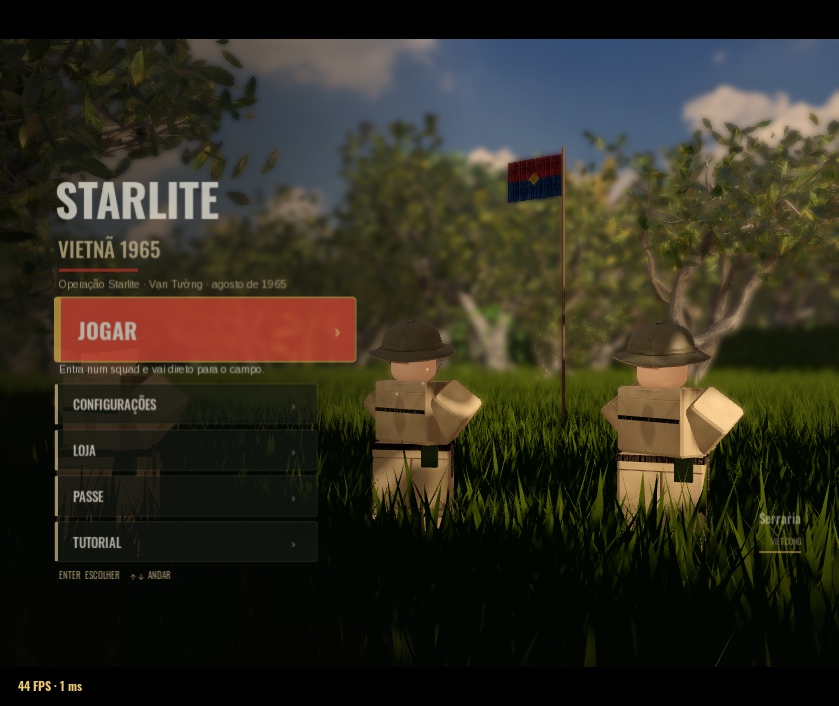 STARLITE
VIETNÃ 1965
Operação Starlite · Van Tường · agosto de 1965
JOGAR ›
Entra num squad e vai direto para o campo.
CONFIGURAÇÕES ›
LOJA ›
PASSE ›
TUTORIAL ›
ENTER ESCOLHER ↑↓ ANDAR
Serraria
44 FPS · 1 ms